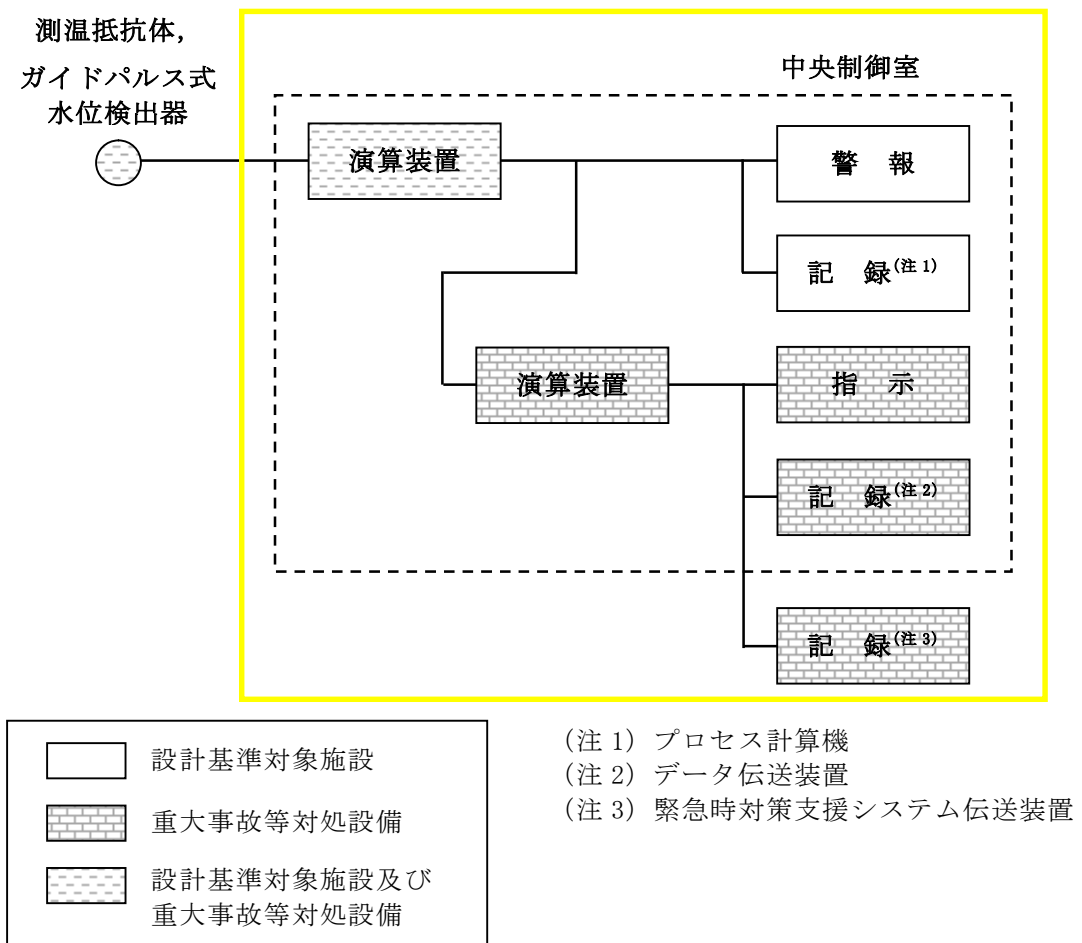 測温抵抗体，
ガイドパルス式
水位検出器
中央制御室
演算装置
警 報
記 録(注1)
演算装置
指 示
記 録(注2)
記 録(注3)
設計基準対象施設
重大事故等対処設備
設計基準対象施設及び
重大事故等対処設備
（注1）プロセス計算機
（注2）データ伝送装置
（注3）緊急時対策支援システム伝送装置